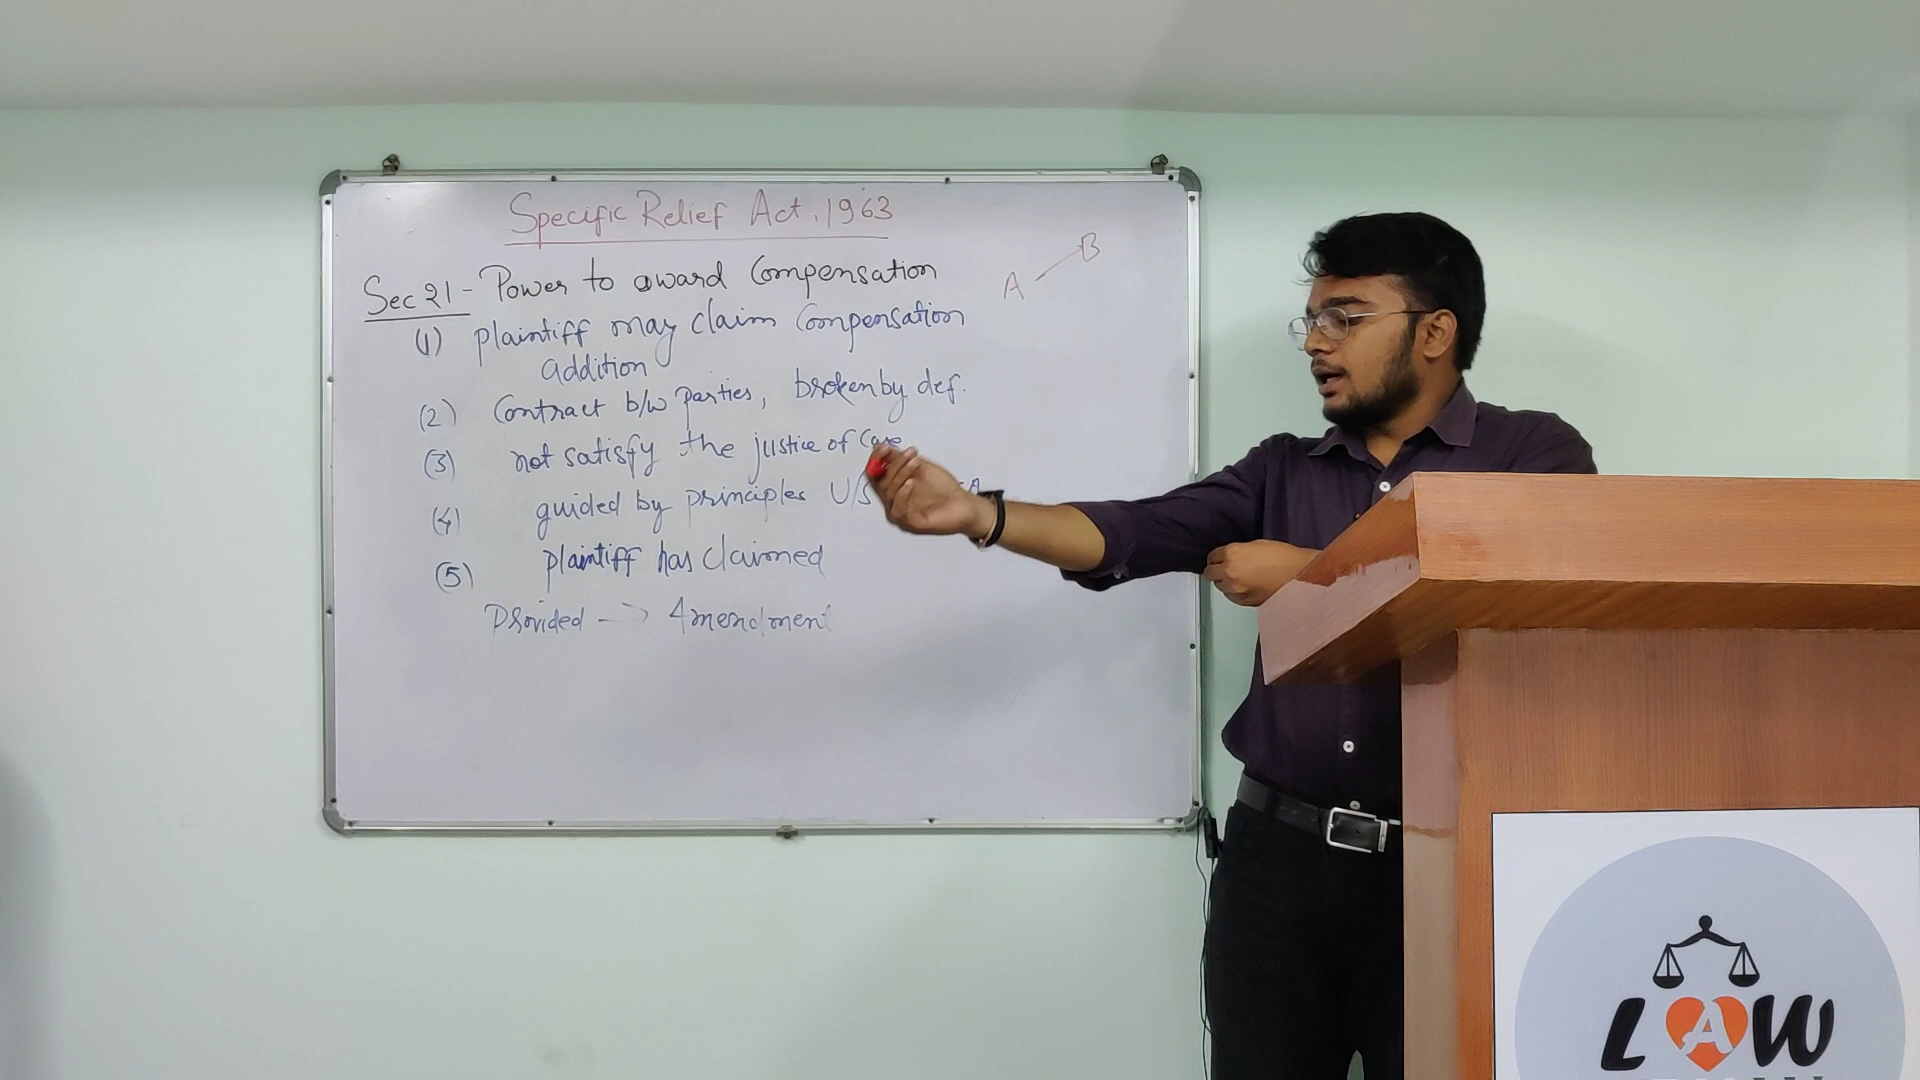 Specific Relief Act, 1963
Sec 21 - Power to award Compensation
A B
(1) plaintiff may claim Compensation
addition
(2) Contract b/w parties, broken by def.
(3) not satisfy the justice of Case
(4) guided by principles U/S
(5) plaintiff has claimed
Provided → Amendment
LAW